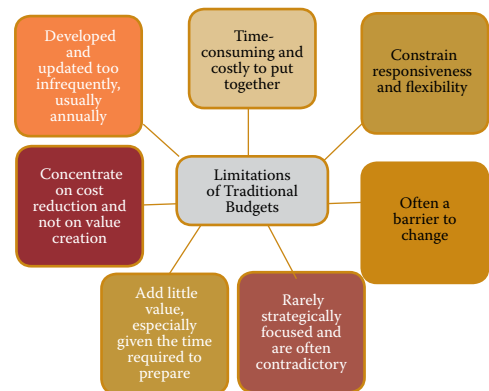 Developed
and
updated too
infrequently,
usually
annually
Time-
consuming and
costly to put
together
Constrain
responsiveness
and flexibility
Concentrate
on cost
reduction and
not on value
creation
Limitations
of Traditional
Budgets
Often a
barrier to
change
Add little
value,
especially
given the time
required to
prepare
Rarely
strategically
focused and
are often
contradictory